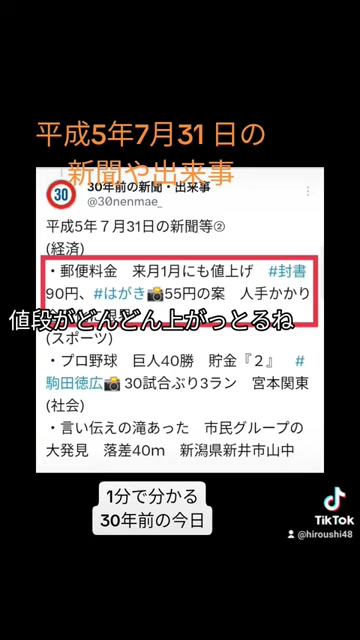 平成5年7月31日の
新聞や出来事
30
30年前の新聞・出来事
@30nenmae_
平成5年7月31日の新聞等②
(経済)
・郵便料金 来月1月にも値上げ #封書
90円、#はがき📸55円の案 人手かかり
値段がどんどん上がっとるね
(スポーツ)
・プロ野球 巨人40勝 貯金『2』 #
駒田徳広📸 30試合ぶり3ラン 宮本関東
(社会)
・言い伝えの滝あった 市民グループの
大発見 落差40m 新潟県新井市山中
1分で分かる
30年前の今日
TikTok
@hiroushi48